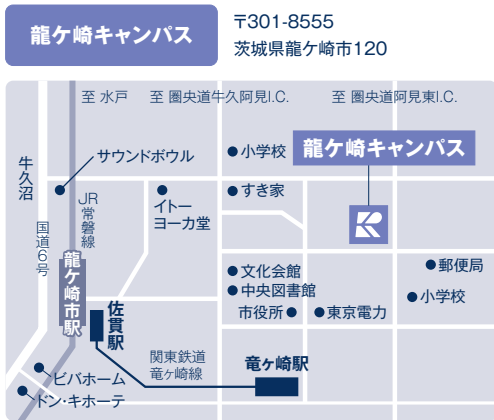 龍ケ崎キャンパス
〒301-8555
茨城県龍ケ崎市120
至 水戸
至 圏央道牛久阿見I.C.
至 圏央道阿見東I.C.
牛久沼
サウンドボウル
小学校
龍ケ崎キャンパス
国道6号
JR
常磐線
イトー
ヨーカ堂
すき家
龍ケ崎市駅
佐貫駅
文化会館
中央図書館
市役所
東京電力
郵便局
小学校
関東鉄道
竜ヶ崎線
竜ヶ崎駅
ビバホーム
ドン・キホーテ